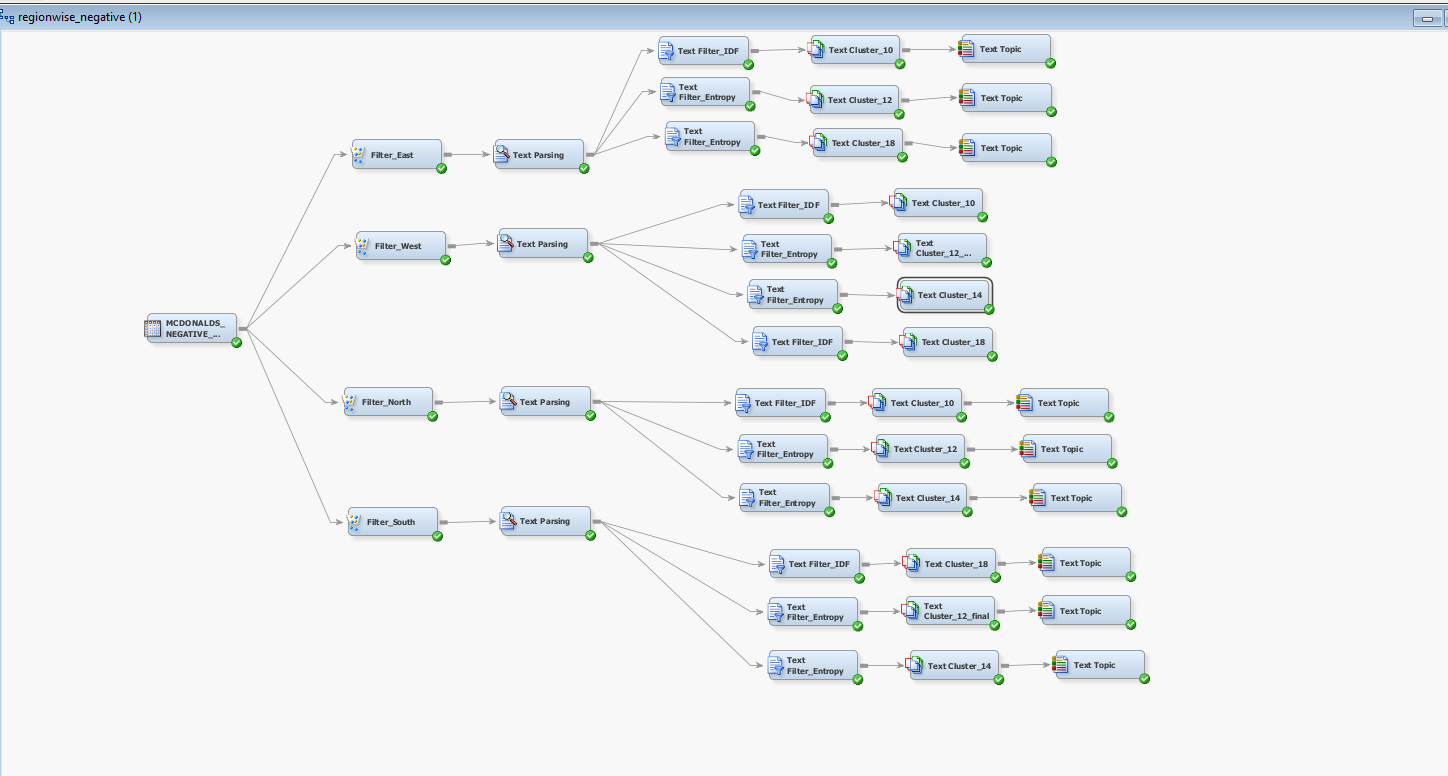 regionwise_negative (1)
Text Filter_IDF
Text Cluster_10
Text Topic
Text
Filter_Entropy
Text Cluster_12
Text Topic
Text
Filter_Entropy
Text Cluster_18
Text Topic
Filter_East
Text Parsing
Text Filter_IDF
Text Cluster_10
Filter_West
Text Parsing
Text
Filter_Entropy
Text
Cluster_12_...
Text
Filter_Entropy
Text Cluster_14
MCDONALDS_
NEGATIVE_...
Text Filter_IDF
Text Cluster_18
Filter_North
Text Parsing
Text Filter_IDF
Text Cluster_10
Text Topic
Text
Filter_Entropy
Text Cluster_12
Text Topic
Text
Filter_Entropy
Text Cluster_14
Text Topic
Filter_South
Text Parsing
Text Filter_IDF
Text Cluster_18
Text Topic
Text
Filter_Entropy
Text
Cluster_12_final
Text Topic
Text
Filter_Entropy
Text Cluster_14
Text Topic